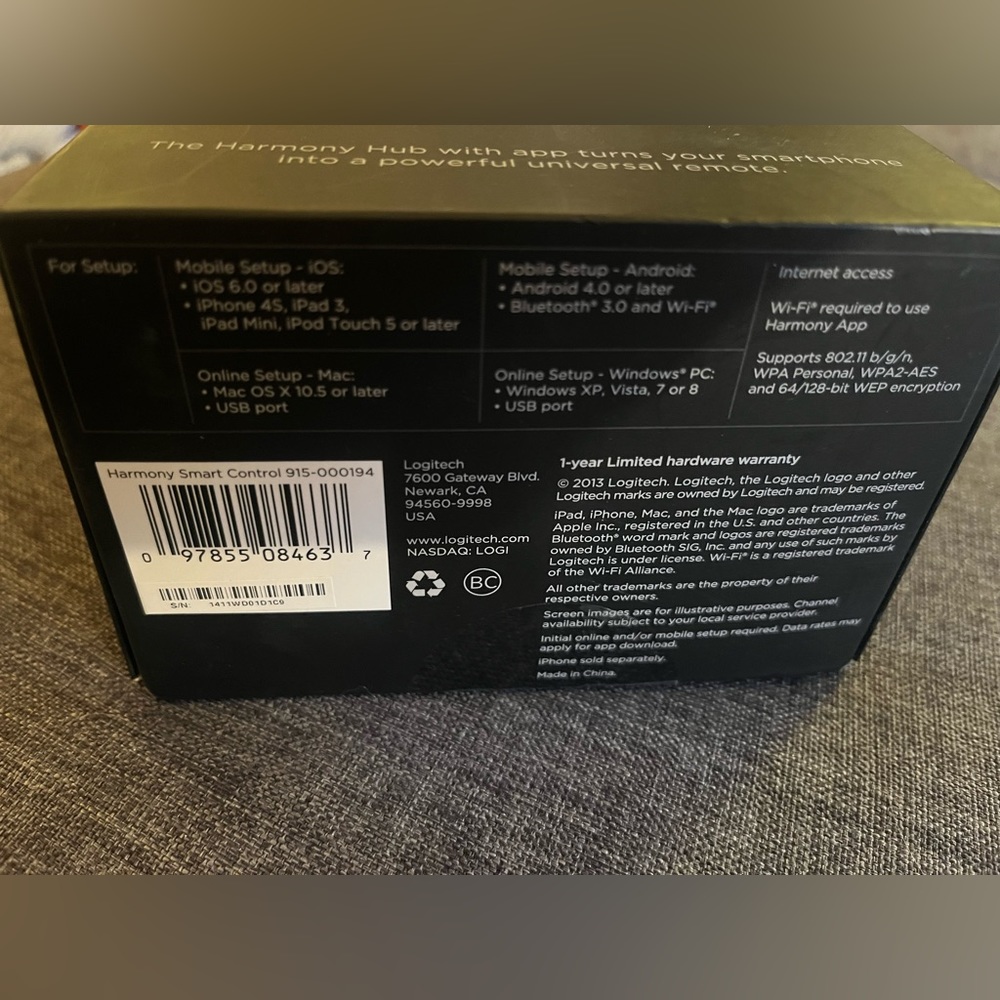 The Harmony Hub with app turns your smartphone
into a powerful universal remote.
For Setup:
Mobile Setup - iOS:
• iOS 6.0 or later
• iPhone 4S, iPad 3,
iPad Mini, iPod Touch 5 or later
Mobile Setup - Android:
• Android 4.0 or later
• Bluetooth® 3.0 and Wi-Fi®
Online Setup - Mac:
• Mac OS X 10.5 or later
• USB port
Online Setup - Windows® PC:
• Windows XP, Vista, 7 or 8
• USB port
Internet access
Wi-Fi® required to use
Harmony App
Supports 802.11 b/g/n,
WPA Personal, WPA2-AES
and 64/128-bit WEP encryption
Harmony Smart Control 915-000194
0 97855 08463 7
S/N: 1411WD01D1C9
Logitech
7600 Gateway Blvd.
Newark, CA
94560-9998
USA
www.logitech.com
NASDAQ: LOGI
BC
1-year Limited hardware warranty
© 2013 Logitech. Logitech, the Logitech logo and other
Logitech marks are owned by Logitech and may be registered.
iPad, iPhone, Mac, and the Mac logo are trademarks of
Apple Inc., registered in the U.S. and other countries. The
Bluetooth® word mark and logos are registered trademarks
owned by Bluetooth SIG, Inc. and any use of such marks by
Logitech is under license. Wi-Fi® is a registered trademark
of the Wi-Fi Alliance.
All other trademarks are the property of their
respective owners.
Screen images are for illustrative purposes. Channel
availability subject to your local service provider.
Initial online and/or mobile setup required. Data rates may
apply for app download.
iPhone sold separately.
Made in China.